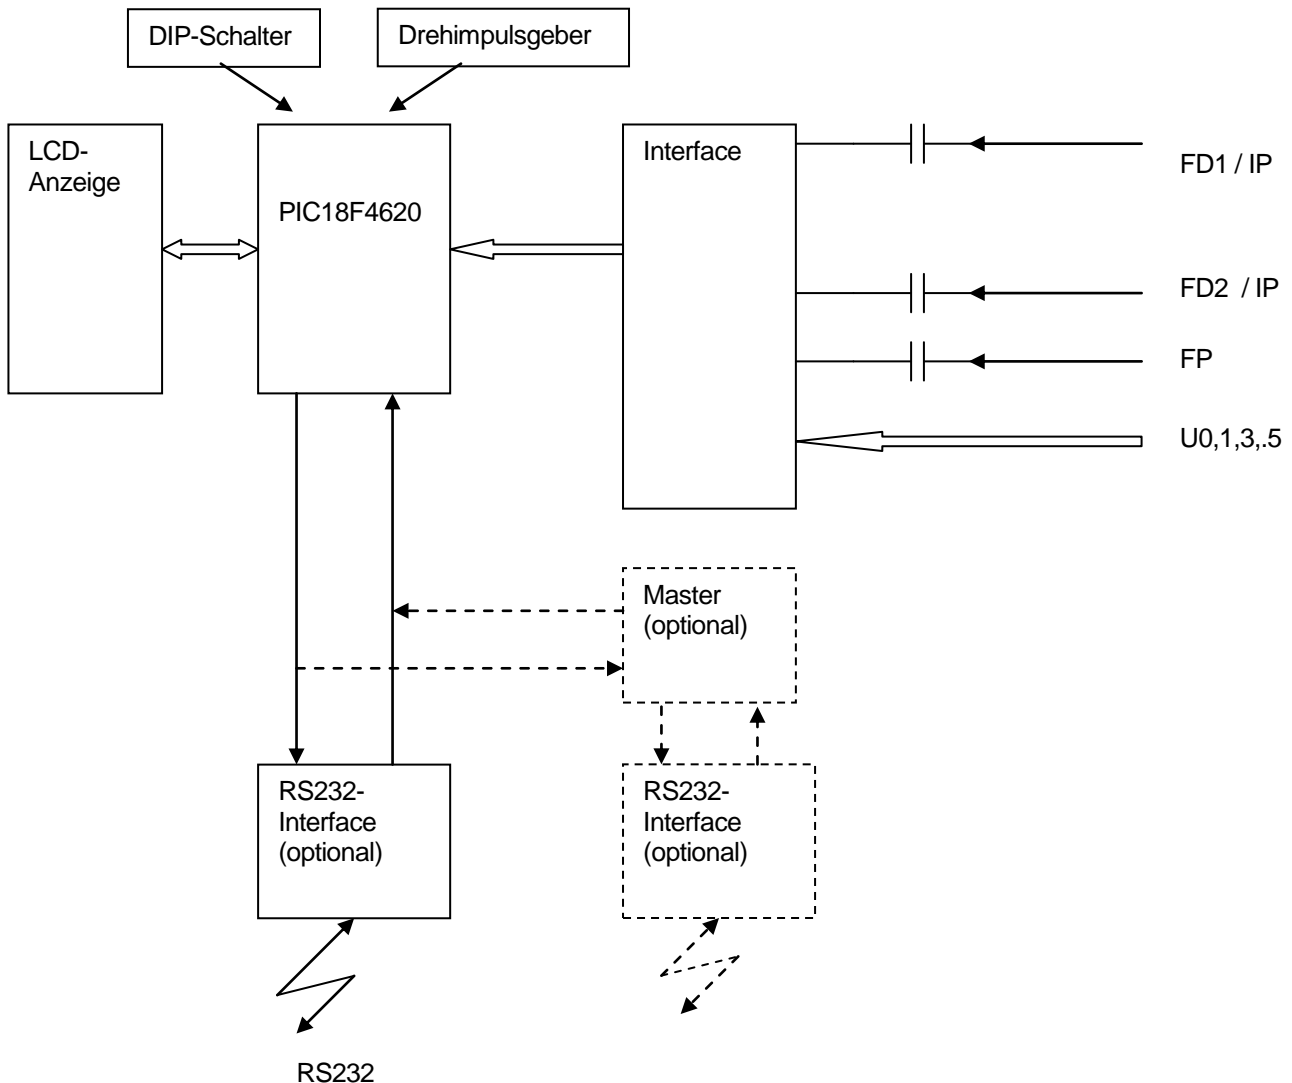 DIP-Schalter
Drehimpulsgeber
LCD-
Anzeige
PIC18F4620
Interface
FD1 / IP
FD2 / IP
FP
U0,1,3,.5
Master
(optional)
RS232-
Interface
(optional)
RS232-
Interface
(optional)
RS232